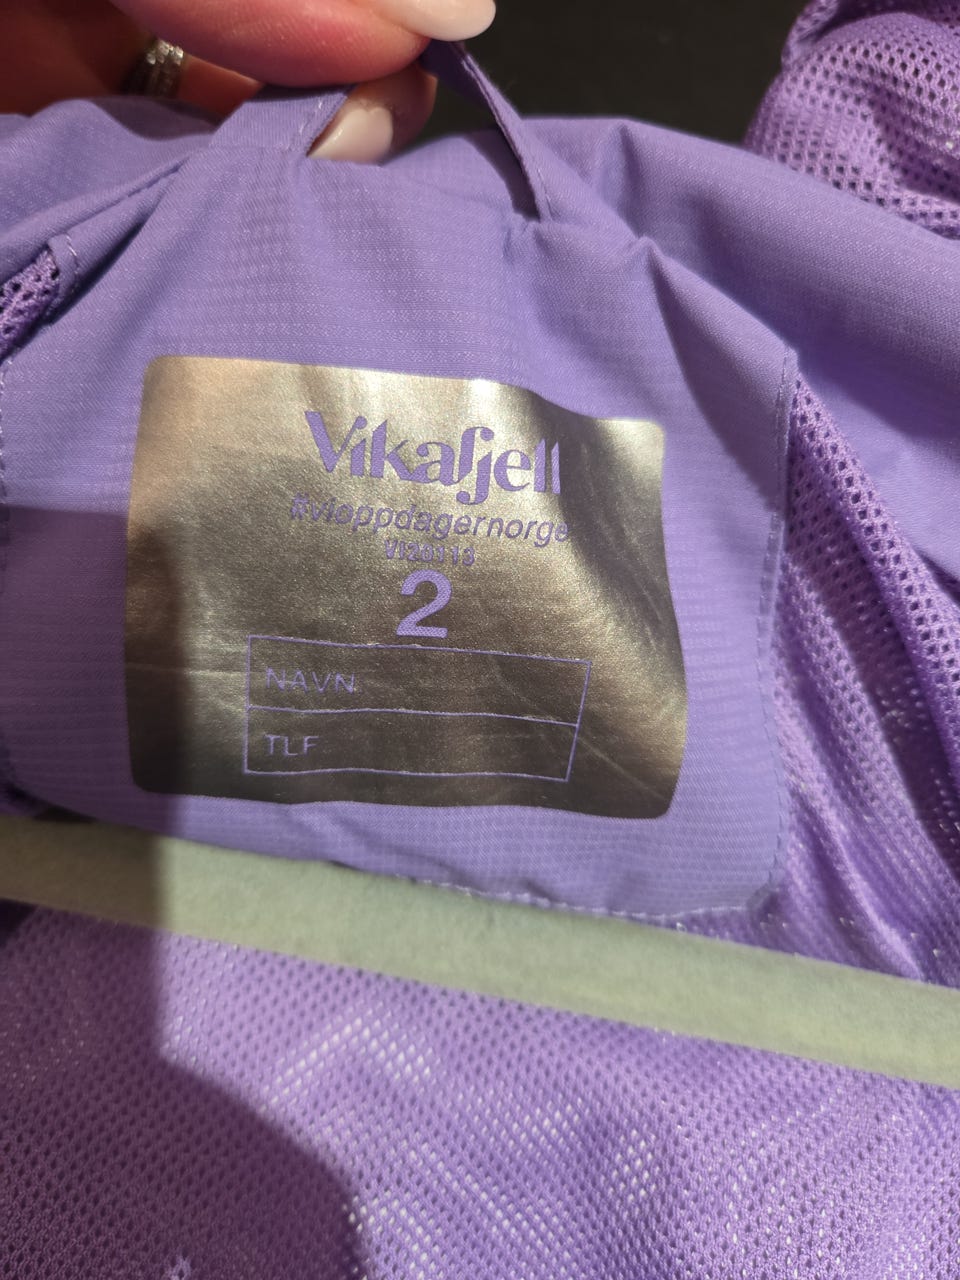 Vikafjell
#vioppdagernorge
VI20113
2
NAVN
TLF